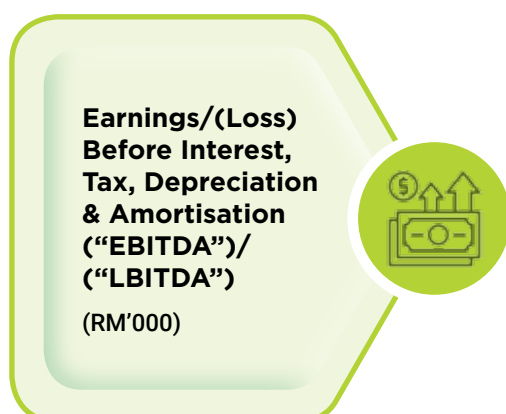 Earnings/(Loss)
Before Interest,
Tax, Depreciation
& Amortisation
(“EBITDA”)/
(“LBITDA”)
(RM’000)
$